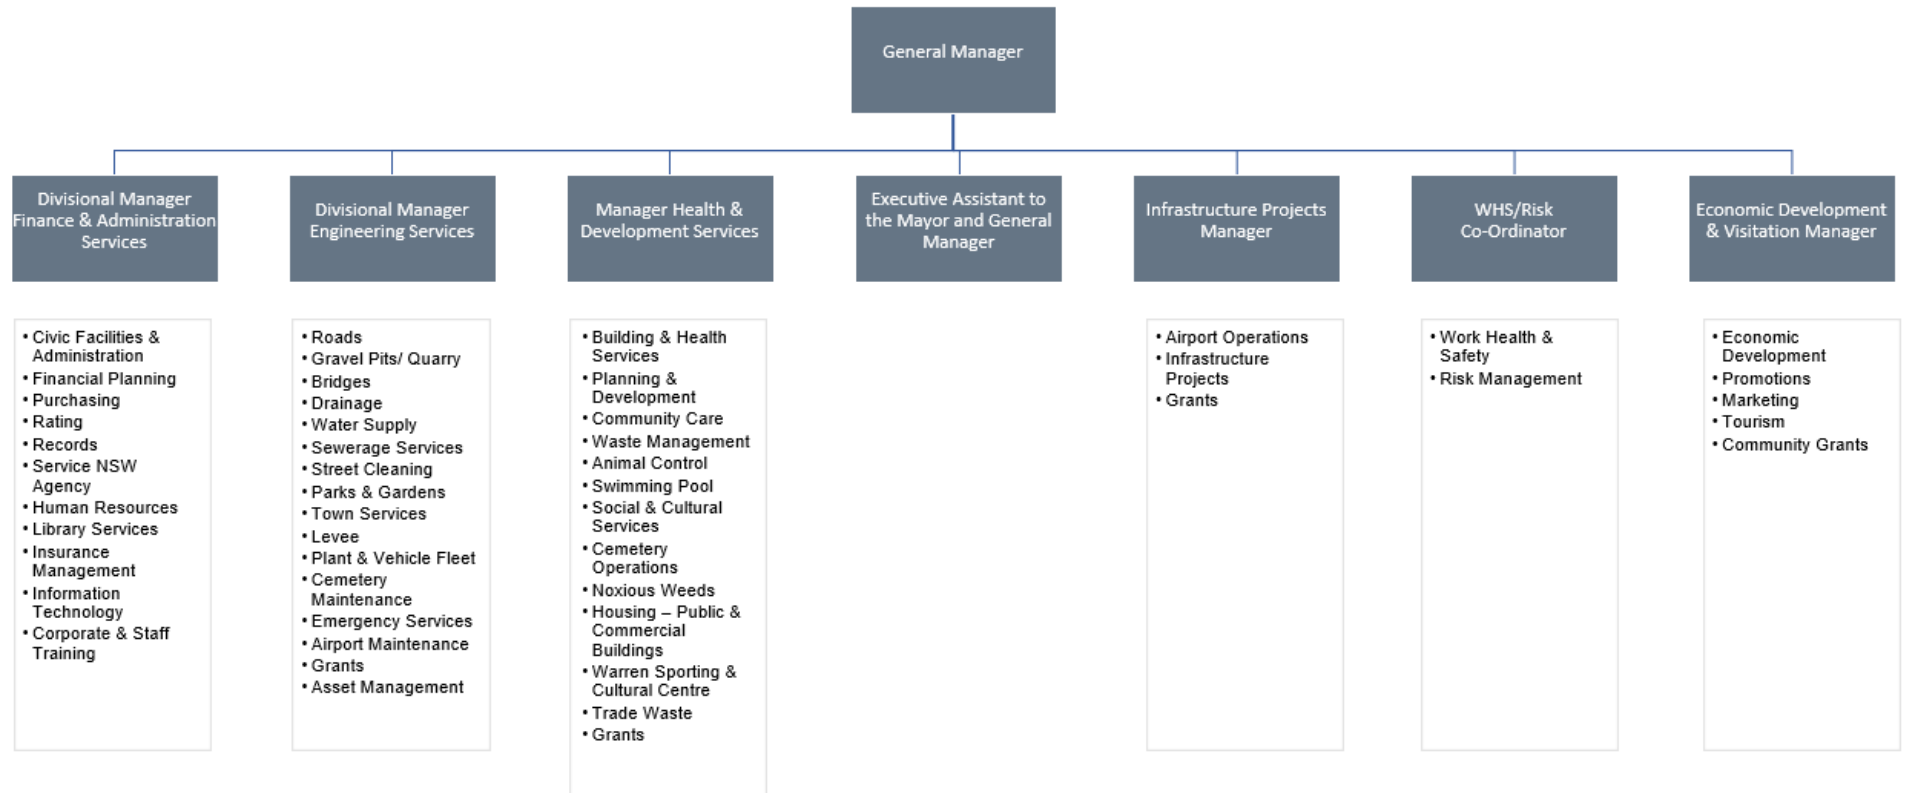 General Manager
Divisional Manager
Finance & Administration
Services
Divisional Manager
Engineering Services
Manager Health &
Development Services
Executive Assistant to
the Mayor and General
Manager
Infrastructure Projects
Manager
WHS/Risk
Co-Ordinator
Economic Development
& Visitation Manager
• Civic Facilities &
Administration
• Financial Planning
• Purchasing
• Rating
• Records
• Service NSW
Agency
• Human Resources
• Library Services
• Insurance
Management
• Information
Technology
• Corporate & Staff
Training
• Roads
• Gravel Pits/ Quarry
• Bridges
• Drainage
• Water Supply
• Sewerage Services
• Street Cleaning
• Parks & Gardens
• Town Services
• Levee
• Plant & Vehicle Fleet
• Cemetery
Maintenance
• Emergency Services
• Airport Maintenance
• Grants
• Asset Management
• Building & Health
Services
• Planning &
Development
• Community Care
• Waste Management
• Animal Control
• Swimming Pool
• Social & Cultural
Services
• Cemetery
Operations
• Noxious Weeds
• Housing – Public &
Commercial
Buildings
• Warren Sporting &
Cultural Centre
• Trade Waste
• Grants
• Airport Operations
• Infrastructure
Projects
• Grants
• Work Health &
Safety
• Risk Management
• Economic
Development
• Promotions
• Marketing
• Tourism
• Community Grants